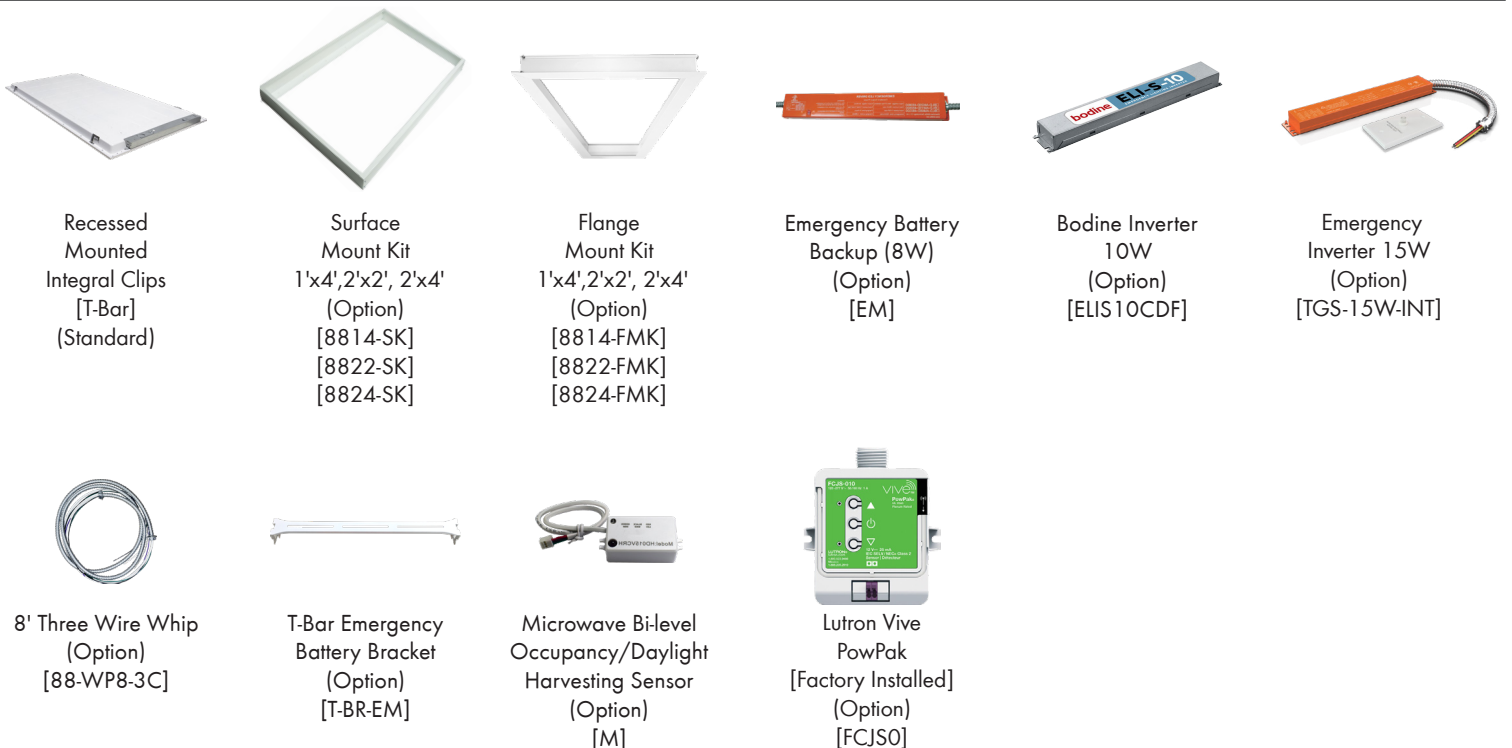 bodine
ELI-S-10
Recessed
Mounted
Integral Clips
[T-Bar]
(Standard)
Surface
Mount Kit
1'x4',2'x2', 2'x4'
(Option)
[8814-SK]
[8822-SK]
[8824-SK]
Flange
Mount Kit
1'x4',2'x2', 2'x4'
(Option)
[8814-FMK]
[8822-FMK]
[8824-FMK]
Emergency Battery
Backup (8W)
(Option)
[EM]
Bodine Inverter
10W
(Option)
[ELIS10CDF]
Emergency
Inverter 15W
(Option)
[TGS-15W-INT]
FCJS-010
VIVE
PowPak
LUTRON
8' Three Wire Whip
(Option)
[88-WP8-3C]
T-Bar Emergency
Battery Bracket
(Option)
[T-BR-EM]
Microwave Bi-level
Occupancy/Daylight
Harvesting Sensor
(Option)
[M]
Lutron Vive
PowPak
[Factory Installed]
(Option)
[FCJS0]